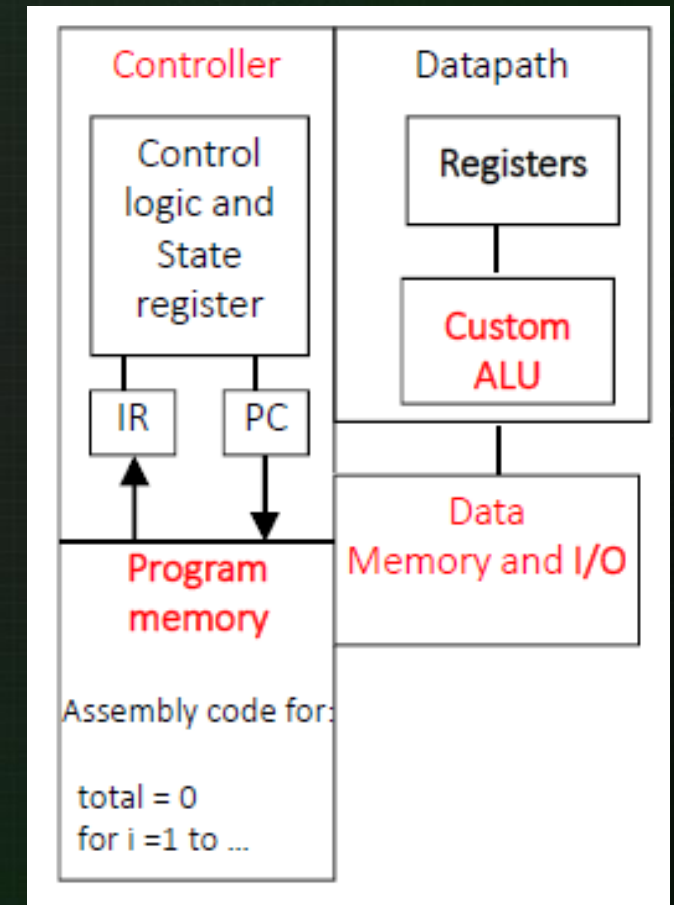 Controller
Control
logic and
State
register
IR
PC
Program
memory
Assembly code for:
total = 0
for i =1 to ...
Datapath
Registers
Custom
ALU
Data
Memory and I/O